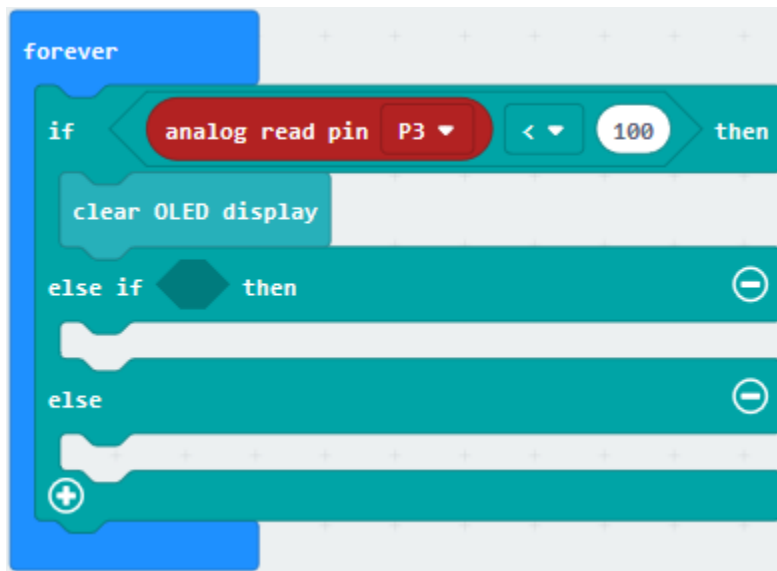 forever
if analog read pin P3 < 100 then
clear OLED display
else if then
else